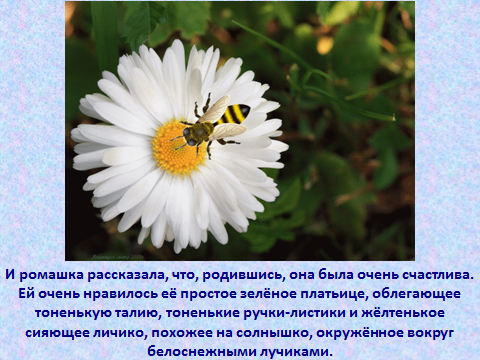 И ромашка рассказала, что, родившись, она была очень счастлива.
Ей очень нравилось её простое зелёное платьице, облегающее
тоненькую талию, тоненькие ручки-листики и жёлтенькое
сияющее личико, похожее на солнышко, окружённое вокруг
белоснежными лучиками.